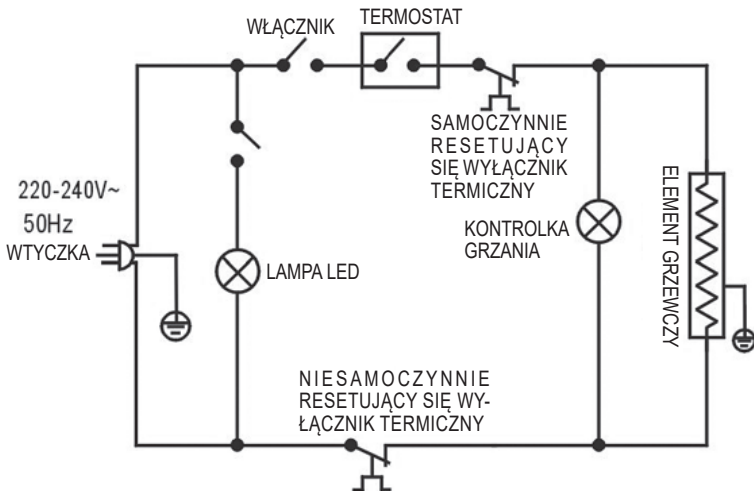 WŁĄCZNIK
TERMOSTAT
SAMOCZYNNIE
RESETUJĄCY
SIĘ WYŁĄCZNIK
TERMICZNY
220-240V~
50Hz
WTYCZKA
LAMPA LED
KONTROLKA
GRZANIA
ELEMENT GRZEWCZY
NIESAMOCZYNNIE
RESETUJĄCY SIĘ WY-
ŁĄCZNIK TERMICZNY